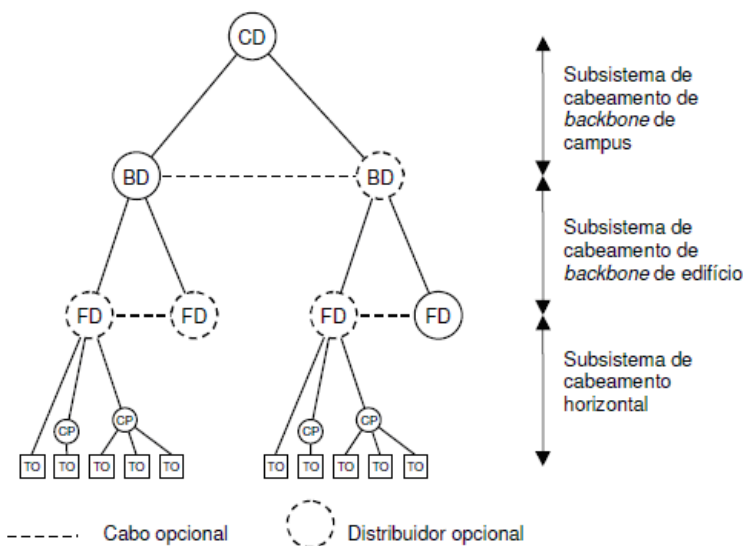 CD
Subsistema de
cabeamento de
backbone de
campus
BD
BD
Subsistema de
cabeamento de
backbone de edifício
FD
FD
FD
FD
Subsistema de
cabeamento
horizontal
CP
CP
CP
CP
TO
TO
TO
TO
TO
TO
TO
TO
TO
TO
Cabo opcional
Distribuidor opcional